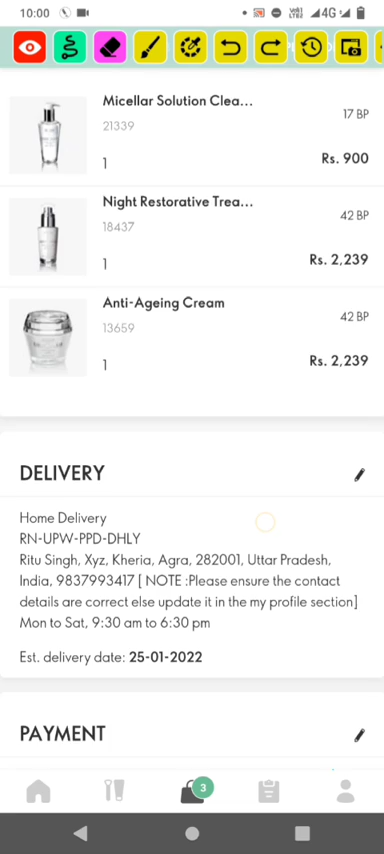 10:00
4G
Micellar Solution Clea...
21339
17 BP
1
Rs. 900
Night Restorative Trea...
18437
42 BP
1
Rs. 2,239
Anti-Ageing Cream
13659
42 BP
1
Rs. 2,239
DELIVERY
Home Delivery
RN-UPW-PPD-DHLY
Ritu Singh, Xyz, Kheria, Agra, 282001, Uttar Pradesh,
India, 9837993417 [ NOTE :Please ensure the contact
details are correct else update it in the my profile section]
Mon to Sat, 9:30 am to 6:30 pm
Est. delivery date: 25-01-2022
PAYMENT
3